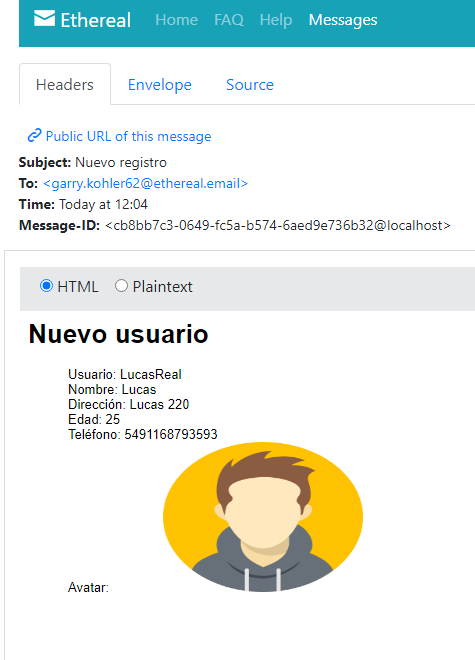 Ethereal Home FAQ Help Messages
Headers Envelope Source
Public URL of this message
Subject: Nuevo registro
To: <garry.kohler62@ethereal.email>
Time: Today at 12:04
Message-ID: <cb8bb7c3-0649-fc5a-b574-6aed9e736b32@localhost>
HTML Plaintext
Nuevo usuario
Usuario: LucasReal
Nombre: Lucas
Dirección: Lucas 220
Edad: 25
Teléfono: 5491168793593
Avatar: